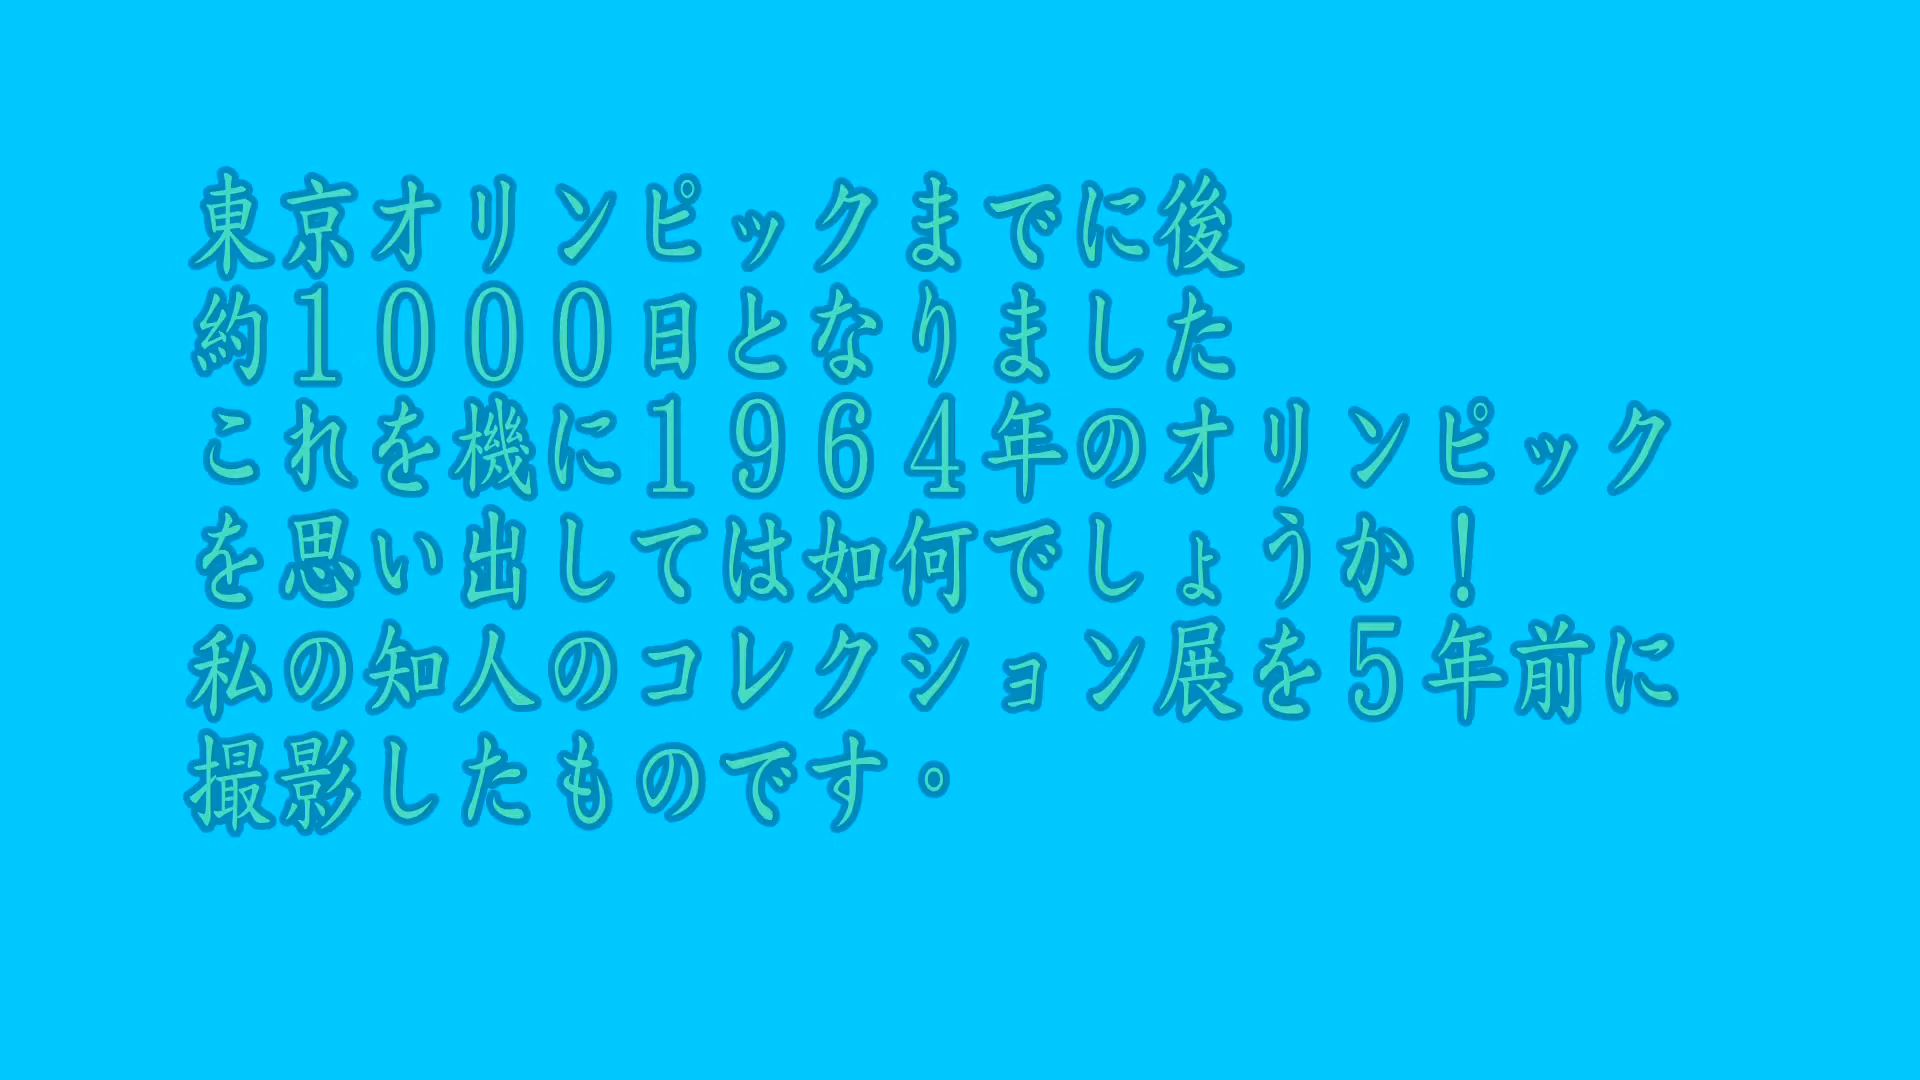 東京オリンピックまでに後
約１０００日となりました
これを機に１９６４年のオリンピック
を思い出しては如何でしょうか！
私の知人のコレクション展を５年前に
撮影したものです。